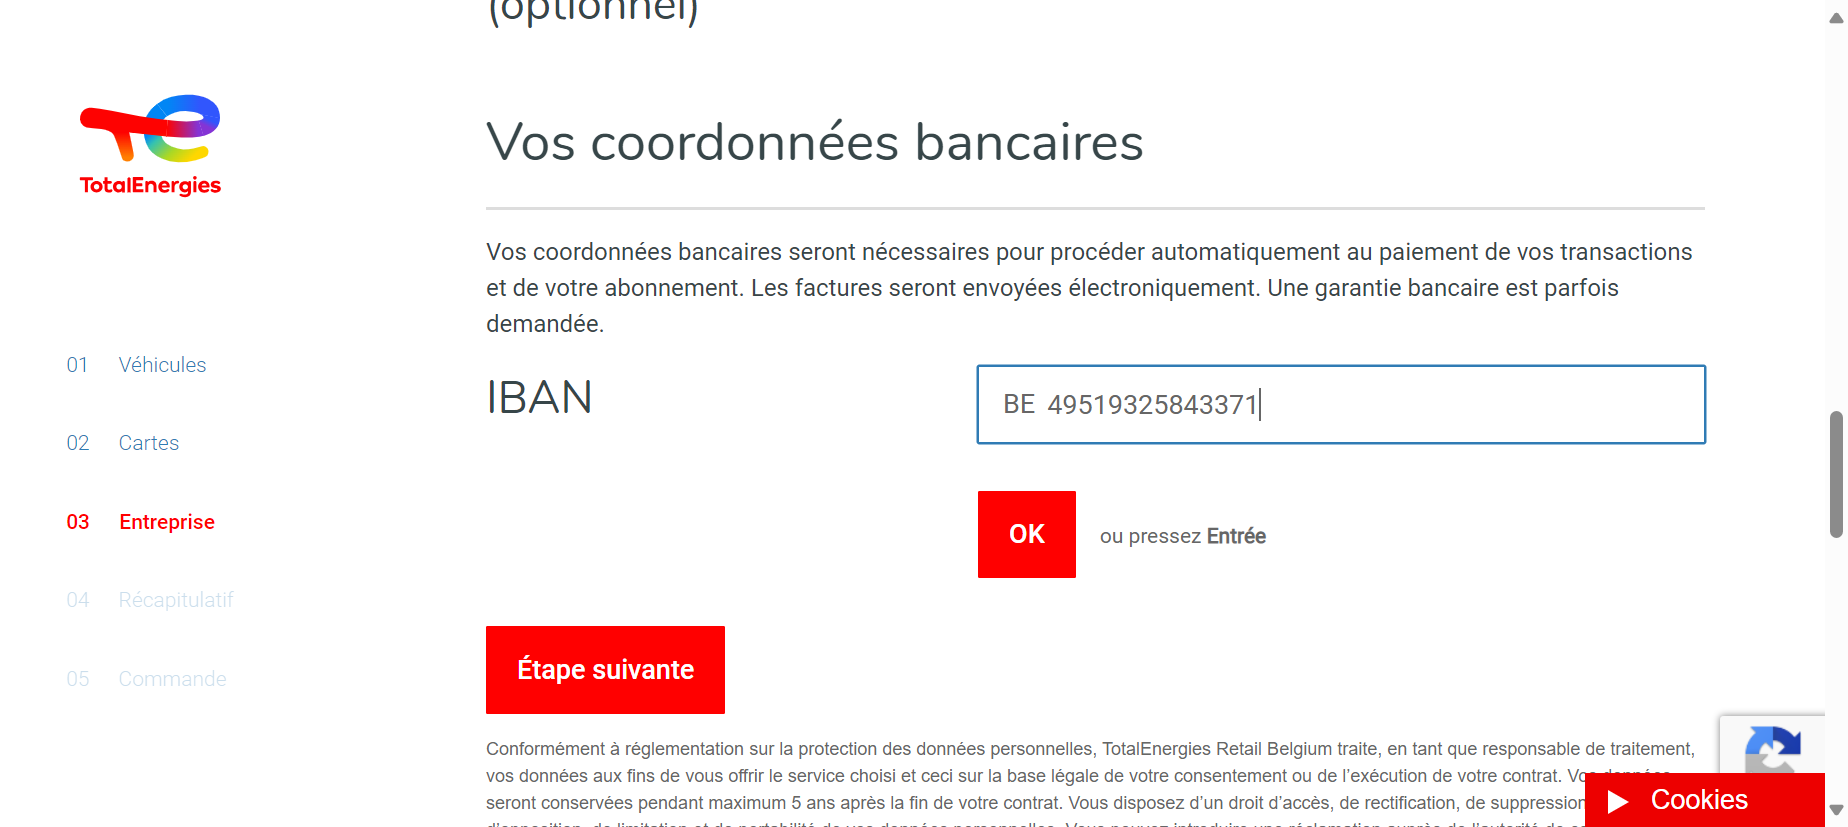 (optionnel)
TotalEnergies
Vos coordonnées bancaires
Vos coordonnées bancaires seront nécessaires pour procéder automatiquement au paiement de vos transactions
et de votre abonnement. Les factures seront envoyées électroniquement. Une garantie bancaire est parfois
demandée.
01 Véhicules
02 Cartes
03 Entreprise
04 Récapitulatif
05 Commande
IBAN
BE 49519325843371
OK ou pressez Entrée
Étape suivante
Conformément à réglementation sur la protection des données personnelles, TotalEnergies Retail Belgium traite, en tant que responsable de traitement,
vos données aux fins de vous offrir le service choisi et ceci sur la base légale de votre consentement ou de l'exécution de votre contrat. Vos données
seront conservées pendant maximum 5 ans après la fin de votre contrat. Vous disposez d'un droit d'accès, de rectification, de suppression
Cookies